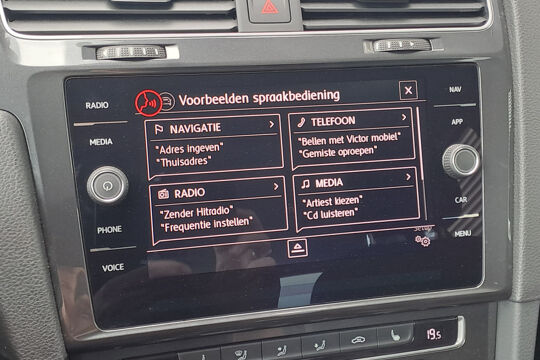 Voorbeelden spraakbediening
RADIO
MEDIA
PHONE
VOICE
NAVIGATIE
"Adres ingeven"
"Thuisadres"
TELEFOON
"Bellen met Victor mobiel"
"Gemiste oproepen"
RADIO
"Zender Hitradio"
"Frequentie instellen"
MEDIA
"Artiest kiezen"
"Cd luisteren"
Setup
NAV
APP
CAR
MENU
19.5